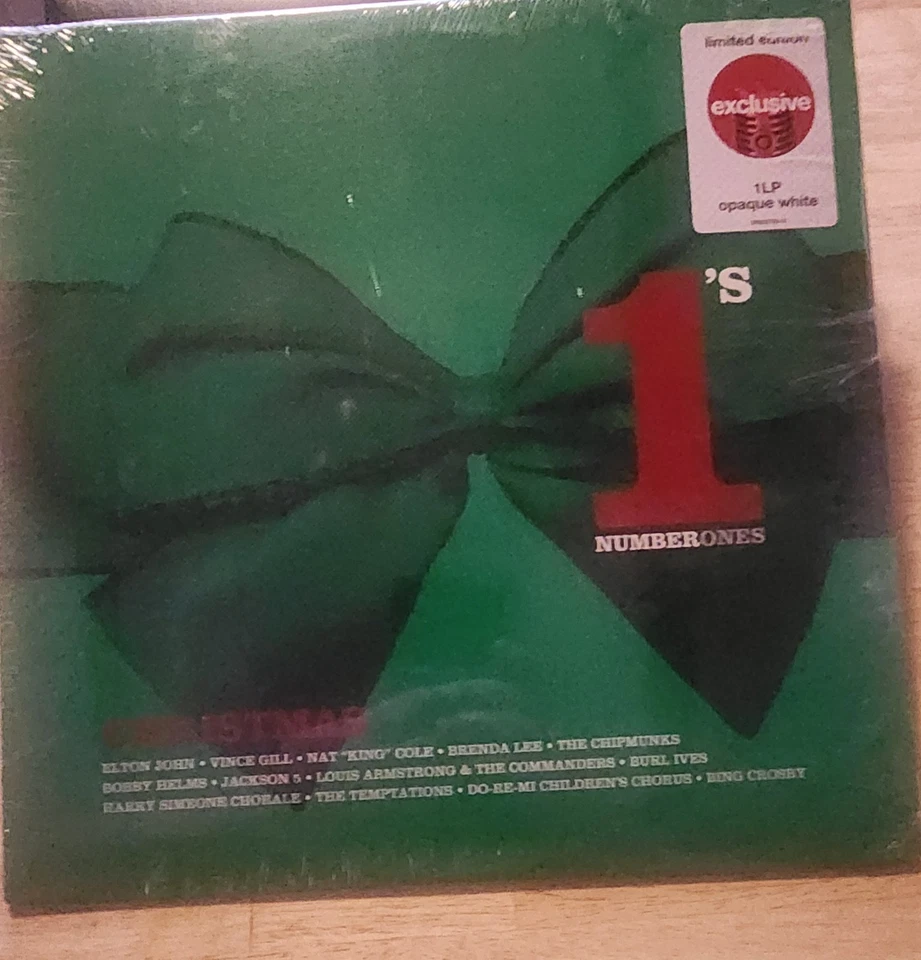 limited edition
exclusive
1LP
opaque white
1'S
NUMBERONES
CHRISTMAS
ELTON JOHN • VINCE GILL • NAT "KING" COLE • BRENDA LEE • THE CHIPMUNKS
BOBBY HELMS • JACKSON 5 • LOUIS ARMSTRONG & THE COMMANDERS • BURL IVES
HARRY SIMEONE CHORALE • THE TEMPTATIONS • DO-RE-MI CHILDREN'S CHORUS • BING CROSBY